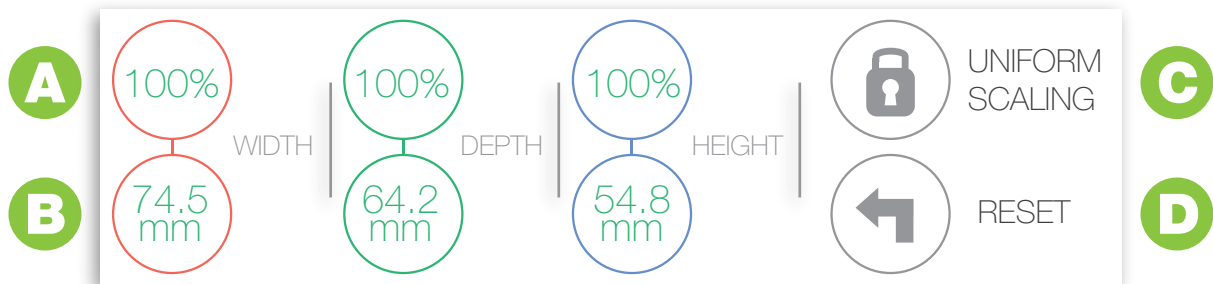 A
100% 100% 100%
UNIFORM
SCALING
C
WIDTH DEPTH HEIGHT
B
74.5
mm
64.2
mm
54.8
mm
RESET
D